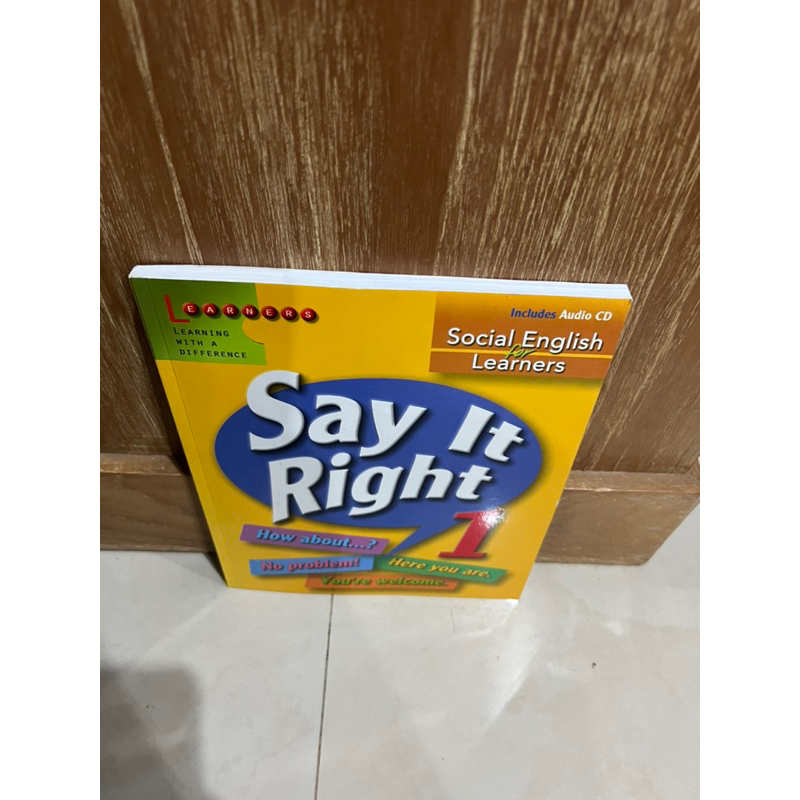 LEARNERS
LEARNING
WITH A
DIFFERENCE
Includes Audio CD
Social English
for
Learners
Say It
Right
1
How about...?
No problem!
Here you are.
You're welcome.